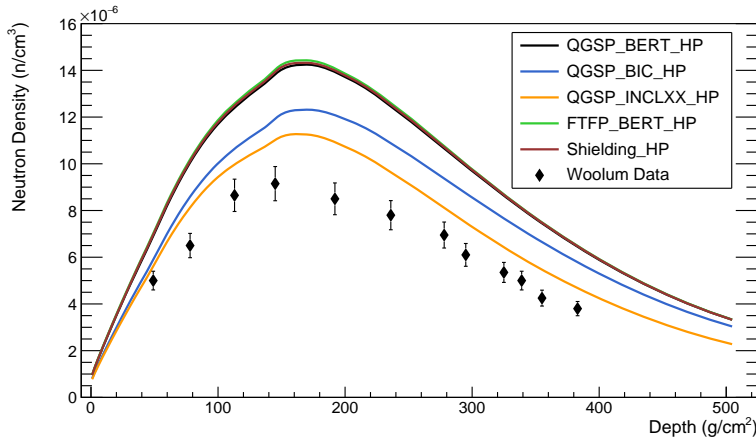 ×10⁻⁶
Neutron Density (n/cm³)
16
14
12
10
8
6
4
2
0
0
100
200
300
400
500
Depth (g/cm²)
QGSP_BERT_HP
QGSP_BIC_HP
QGSP_INCLXX_HP
FTFP_BERT_HP
Shielding_HP
Woolum Data